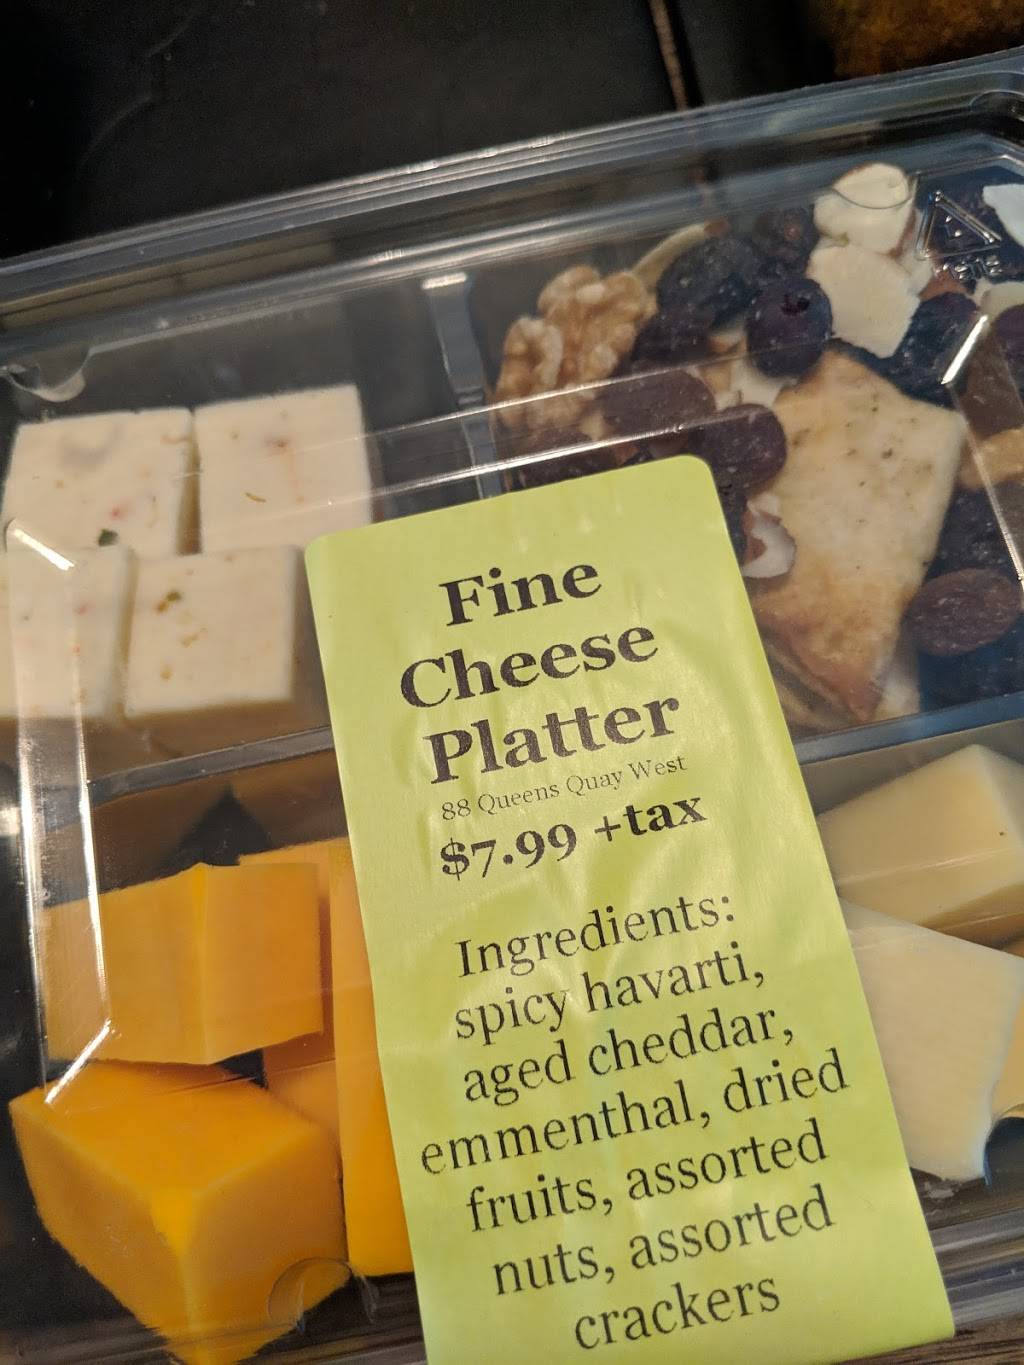 Fine
Cheese
Platter
88 Queens Quay West
$7.99 +tax
Ingredients:
spicy havarti,
aged cheddar,
emmenthal, dried
fruits, assorted
nuts, assorted
crackers